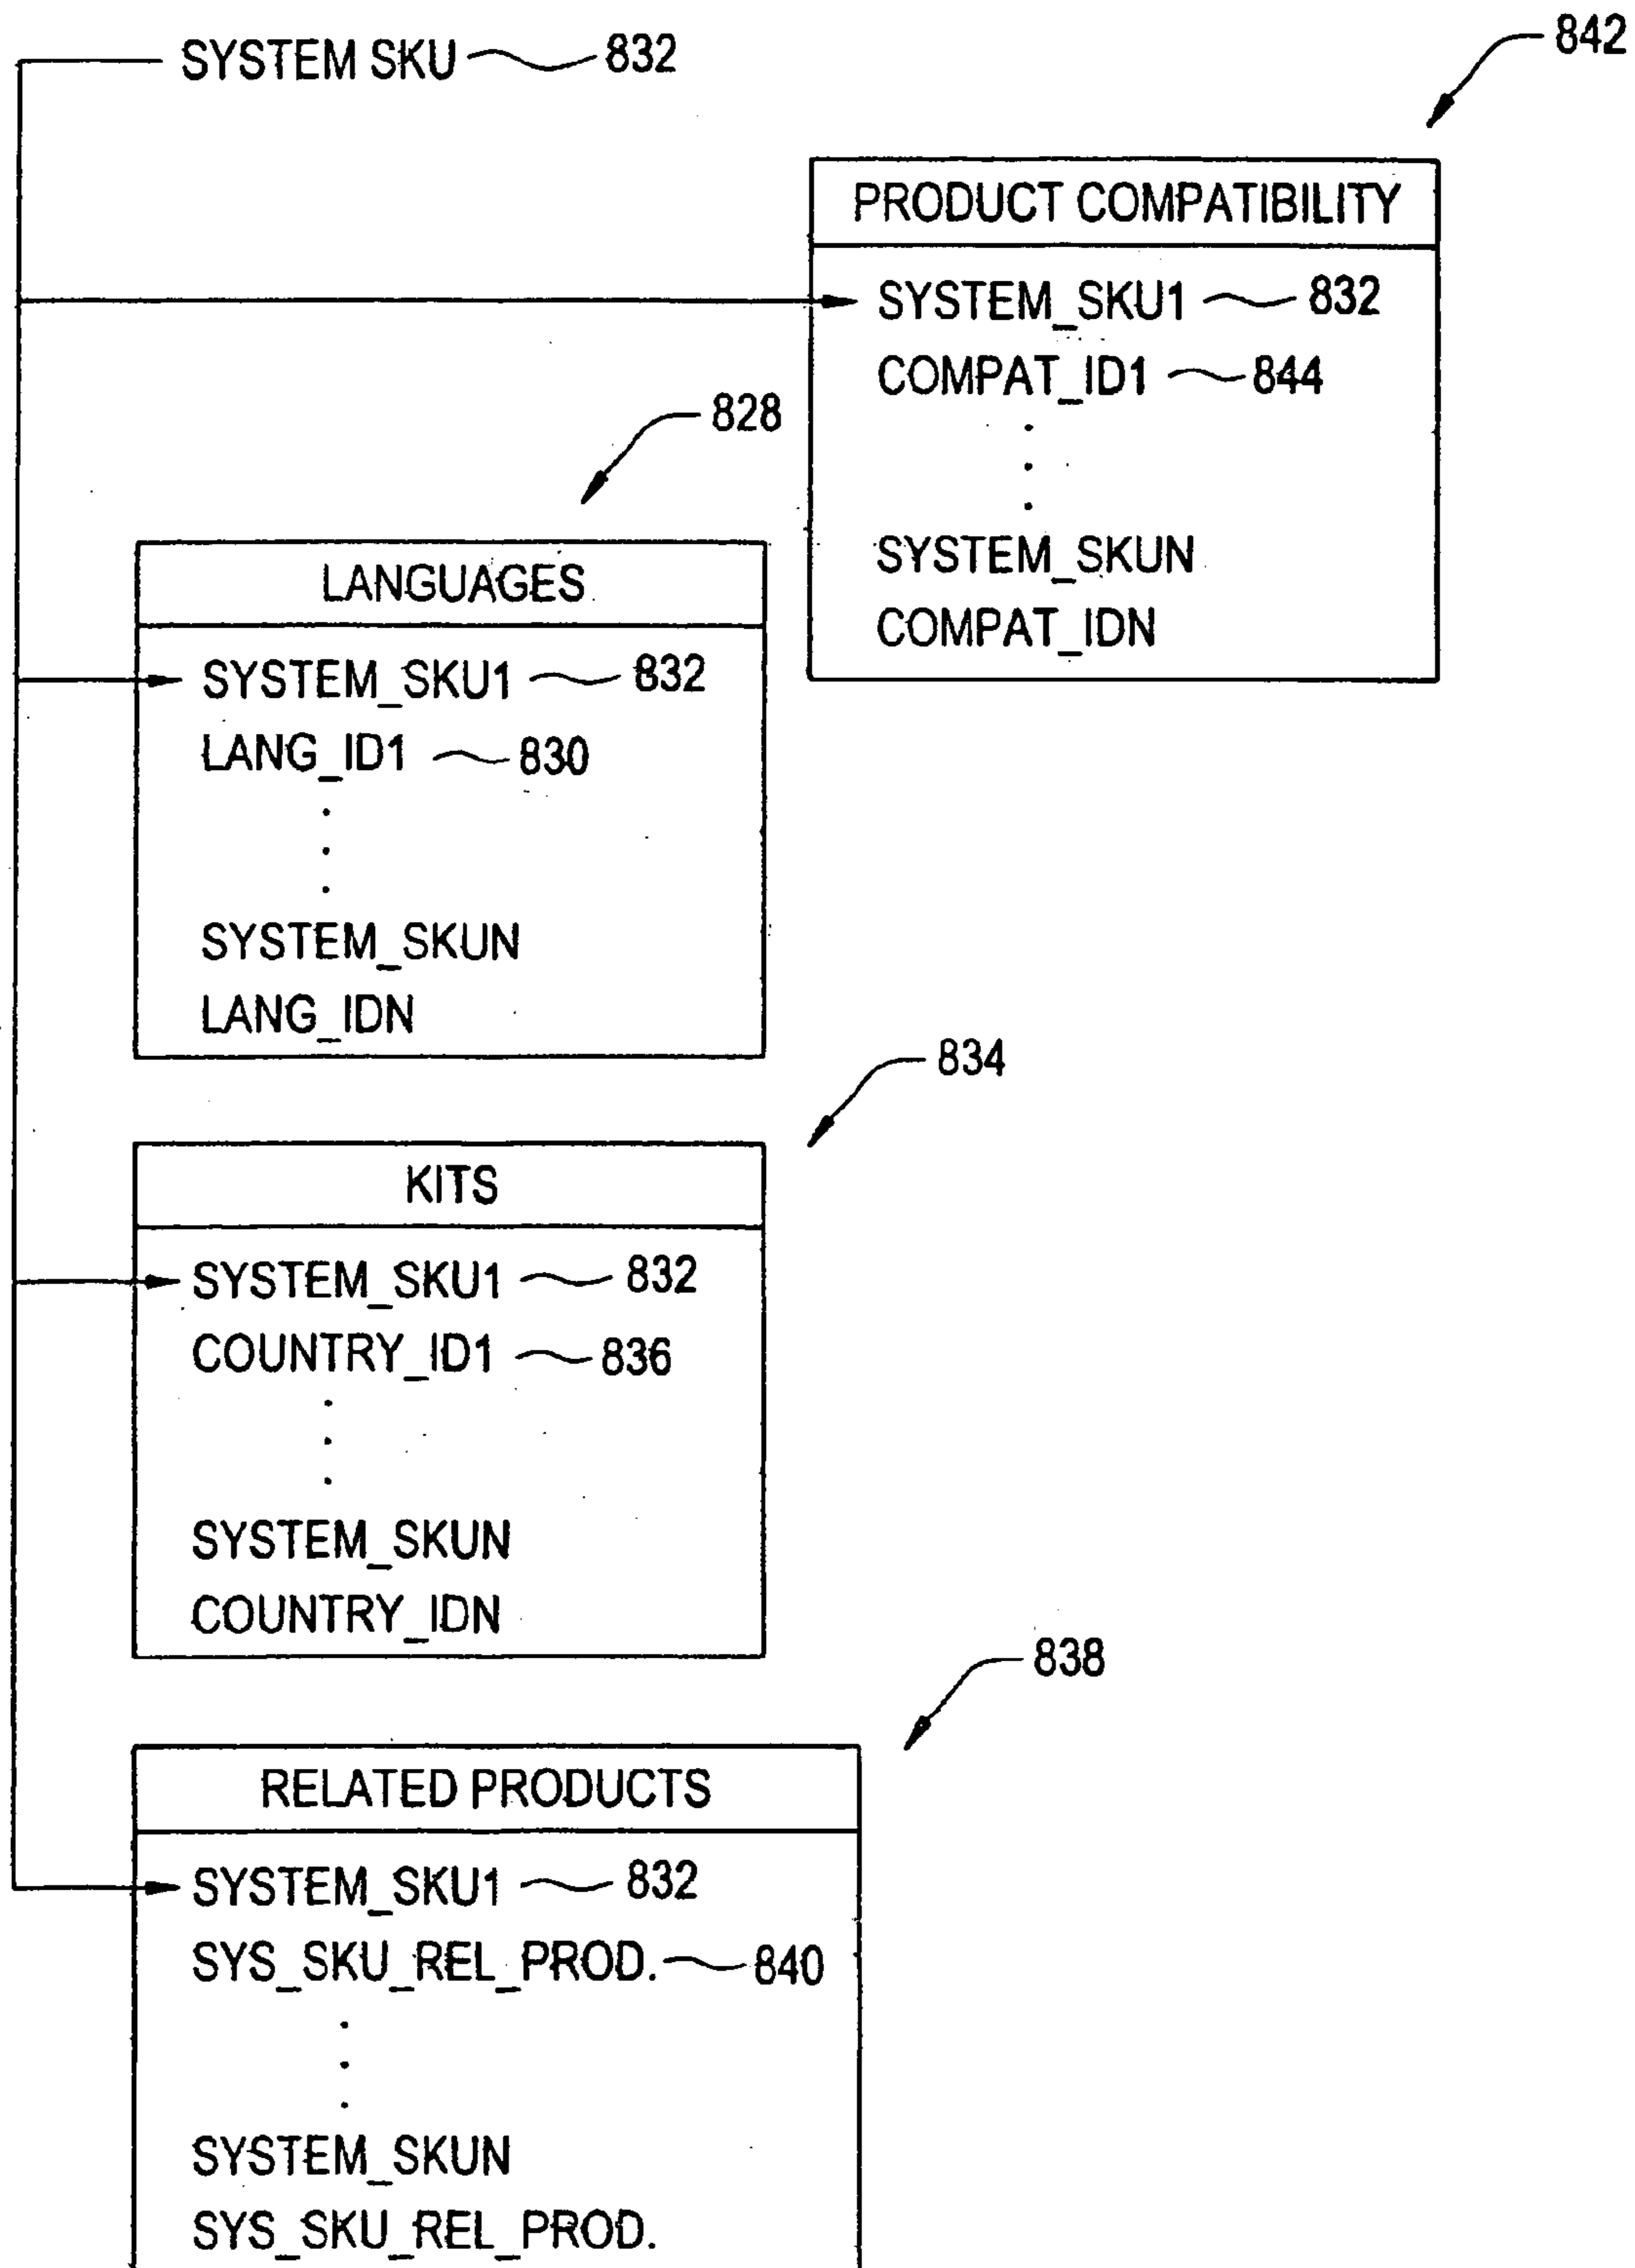 SYSTEM SKU 832
842
PRODUCT COMPATIBILITY
SYSTEM_SKU1 832
COMPAT_ID1 844
SYSTEM_SKUN
COMPAT_IDN
828
LANGUAGES
SYSTEM_SKU1 832
LANG_ID1 830
SYSTEM_SKUN
LANG_IDN
834
KITS
SYSTEM_SKU1 832
COUNTRY_ID1 836
SYSTEM_SKUN
COUNTRY_IDN
838
RELATED PRODUCTS
SYSTEM_SKU1 832
SYS_SKU_REL_PROD. 840
SYSTEM_SKUN
SYS_SKU_REL_PROD.